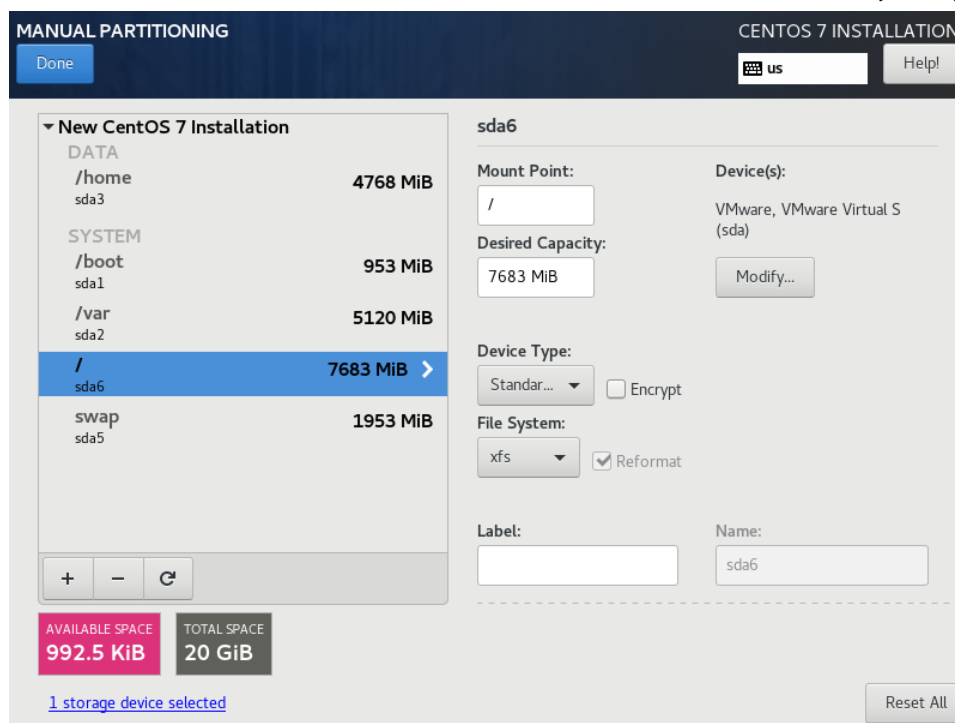 MANUAL PARTITIONING
CENTOS 7 INSTALLATION
Done
us
Help!
New CentOS 7 Installation
DATA
/home
4768 MiB
sda3
SYSTEM
/boot
953 MiB
sda1
/var
5120 MiB
sda2
/
7683 MiB
sda6
swap
1953 MiB
sda5
+ -
AVAILABLE SPACE
992.5 KiB
TOTAL SPACE
20 GiB
1 storage device selected
sda6
Mount Point:
/
Device(s):
VMware, VMware Virtual S
(sda)
Desired Capacity:
7683 MiB
Modify...
Device Type:
Standar...
Encrypt
File System:
xfs
Reformat
Label:
Name:
sda6
Reset All